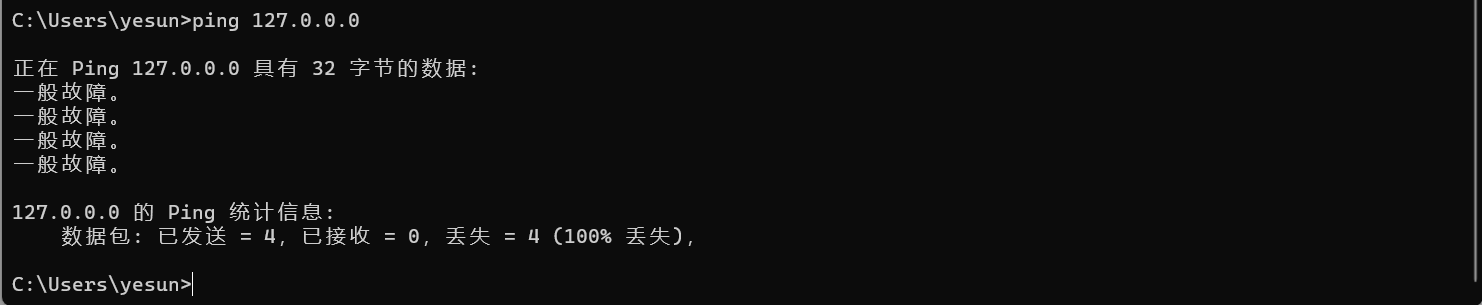 C:\Users\yesun>ping 127.0.0.0
正在 Ping 127.0.0.0 具有 32 字节的数据:
一般故障。
一般故障。
一般故障。
一般故障。
127.0.0.0 的 Ping 统计信息:
    数据包: 已发送 = 4, 已接收 = 0, 丢失 = 4 (100% 丢失),
C:\Users\yesun>